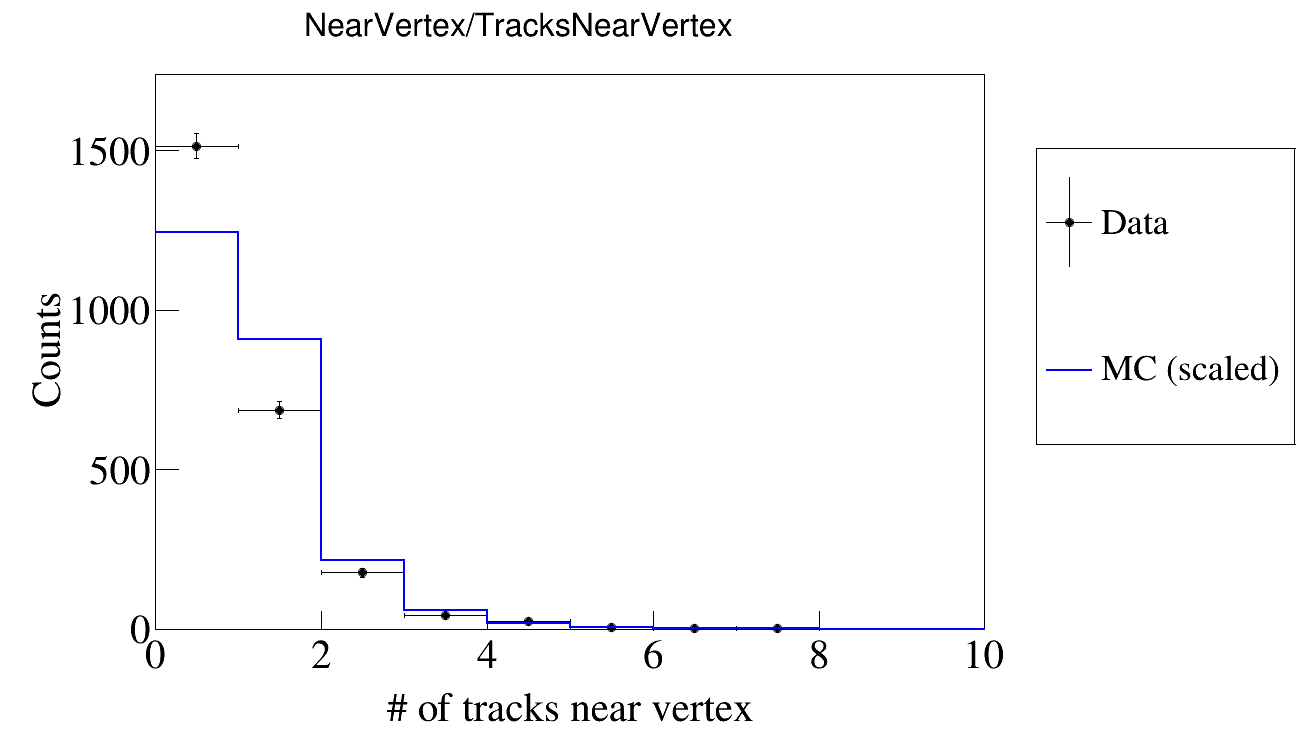 NearVertex/TracksNearVertex
1500
1000
500
0
Counts
0 2 4 6 8 10
# of tracks near vertex
Data
MC (scaled)